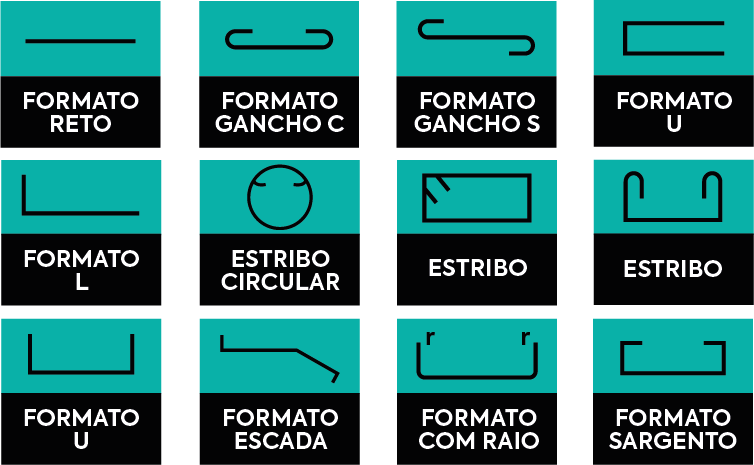 FORMATO
RETO
FORMATO
GANCHO C
FORMATO
GANCHO S
FORMATO
U
FORMATO
L
ESTRIBO
CIRCULAR
ESTRIBO
ESTRIBO
FORMATO
U
FORMATO
ESCADA
r r
FORMATO
COM RAIO
FORMATO
SARGENTO